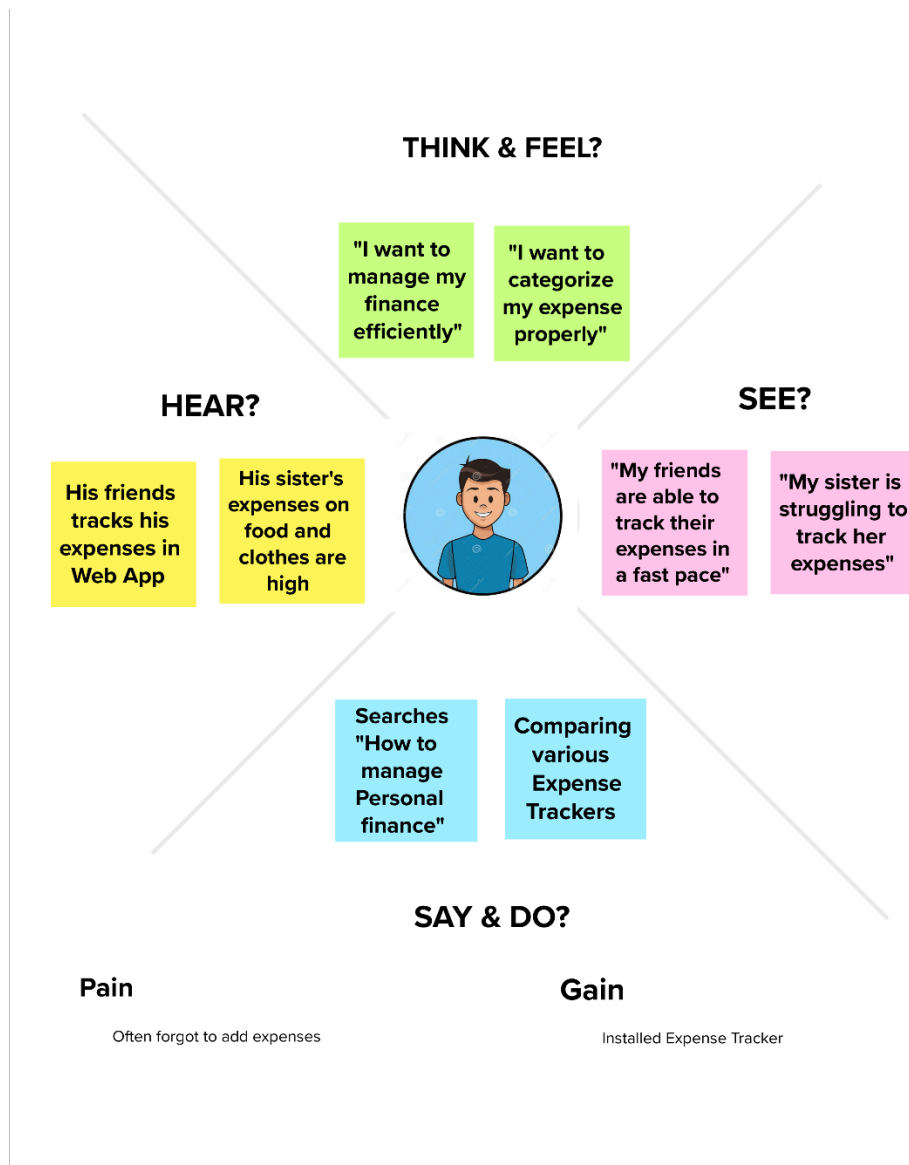 THINK & FEEL?
"I want to
manage my
finance
efficiently"
"I want to
categorize
my expense
properly"
HEAR?
His friends
tracks his
expenses in
Web App
His sister's
expenses on
food and
clothes are
high
SEE?
"My friends
are able to
track their
expenses in
a fast pace"
"My sister is
struggling to
track her
expenses"
Searches
"How to
manage
Personal
finance"
Comparing
various
Expense
Trackers
SAY & DO?
Pain
Often forgot to add expenses
Gain
Installed Expense Tracker